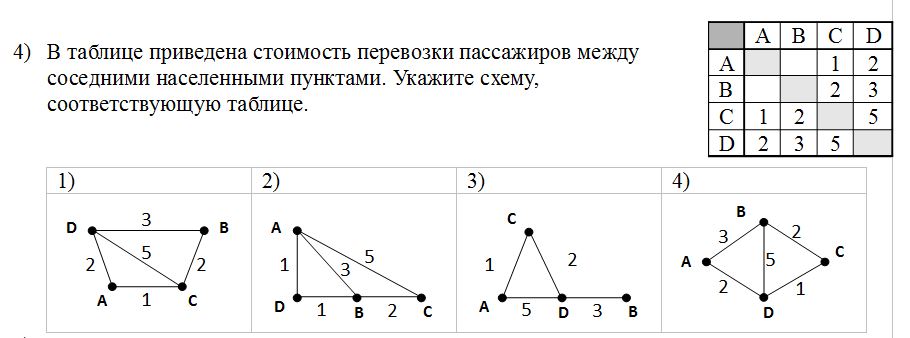 4) В таблице приведена стоимость перевозки пассажиров между
соседними населенными пунктами. Укажите схему,
соответствующую таблице.
A B C D
A 1 2
B 2 3
C 1 2 5
D 2 3 5
1) 2) 3) 4)
D 3 B
5
2 2
A 1 C
A
5
1 3
D 1 B 2 C
C
1 2
A 5 D 3 B
B
3 2
A 5 C
2 1
D